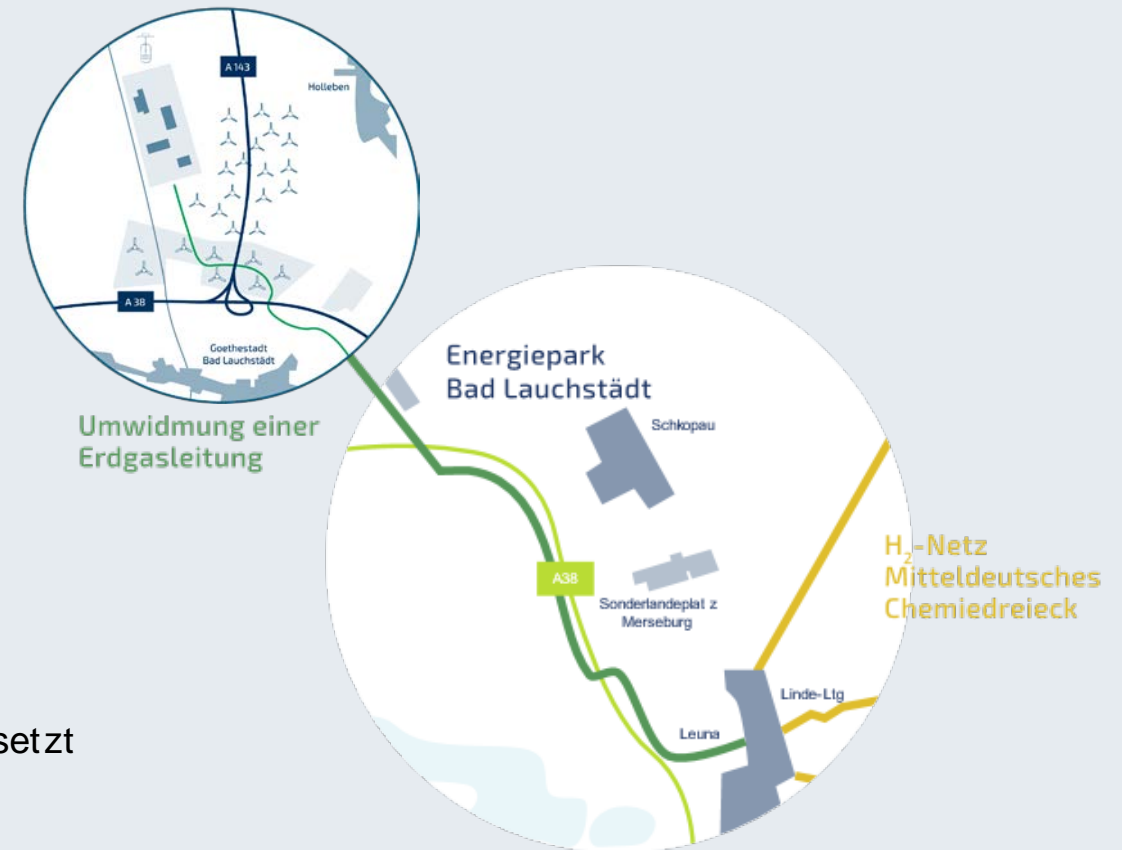 A 143
Holleben
A 38
Goethestadt
Bad Lauchstädt
Umwidmung einer
Erdgasleitung
Energiepark
Bad Lauchstädt
Schkopau
H₂-Netz
Mitteldeutsches
Chemiedreieck
A38
Sonderlandeplat z
Merseburg
Linde-Ltg
Leuna
setzt